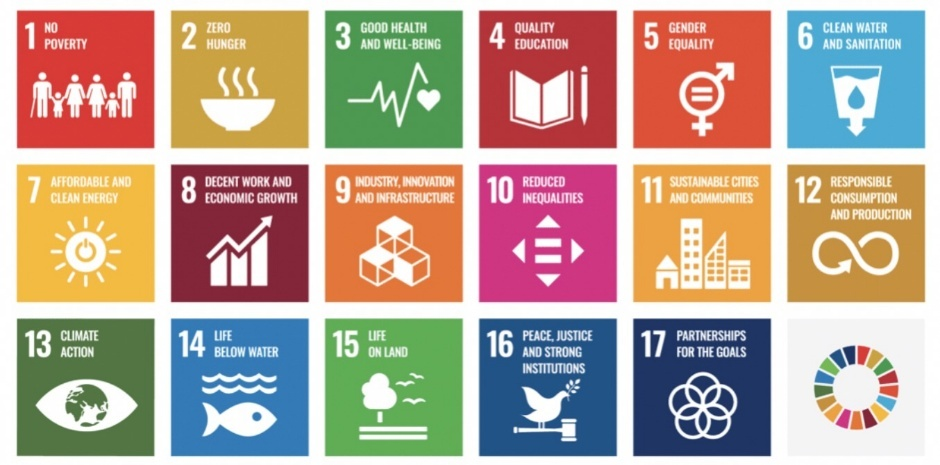 1 NO
POVERTY
2 ZERO
HUNGER
3 GOOD HEALTH
AND WELL-BEING
4 QUALITY
EDUCATION
5 GENDER
EQUALITY
6 CLEAN WATER
AND SANITATION
7 AFFORDABLE AND
CLEAN ENERGY
8 DECENT WORK AND
ECONOMIC GROWTH
9 INDUSTRY, INNOVATION
AND INFRASTRUCTURE
10 REDUCED
INEQUALITIES
11 SUSTAINABLE CITIES
AND COMMUNITIES
12 RESPONSIBLE
CONSUMPTION
AND PRODUCTION
13 CLIMATE
ACTION
14 LIFE
BELOW WATER
15 LIFE
ON LAND
16 PEACE, JUSTICE
AND STRONG
INSTITUTIONS
17 PARTNERSHIPS
FOR THE GOALS